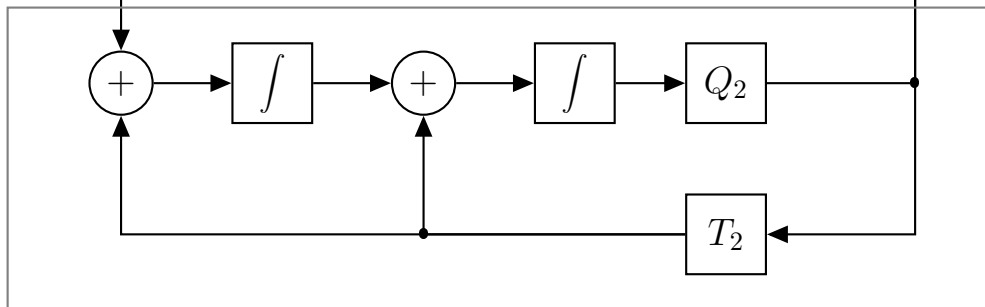 + ∫ + ∫ Q₂
T₂